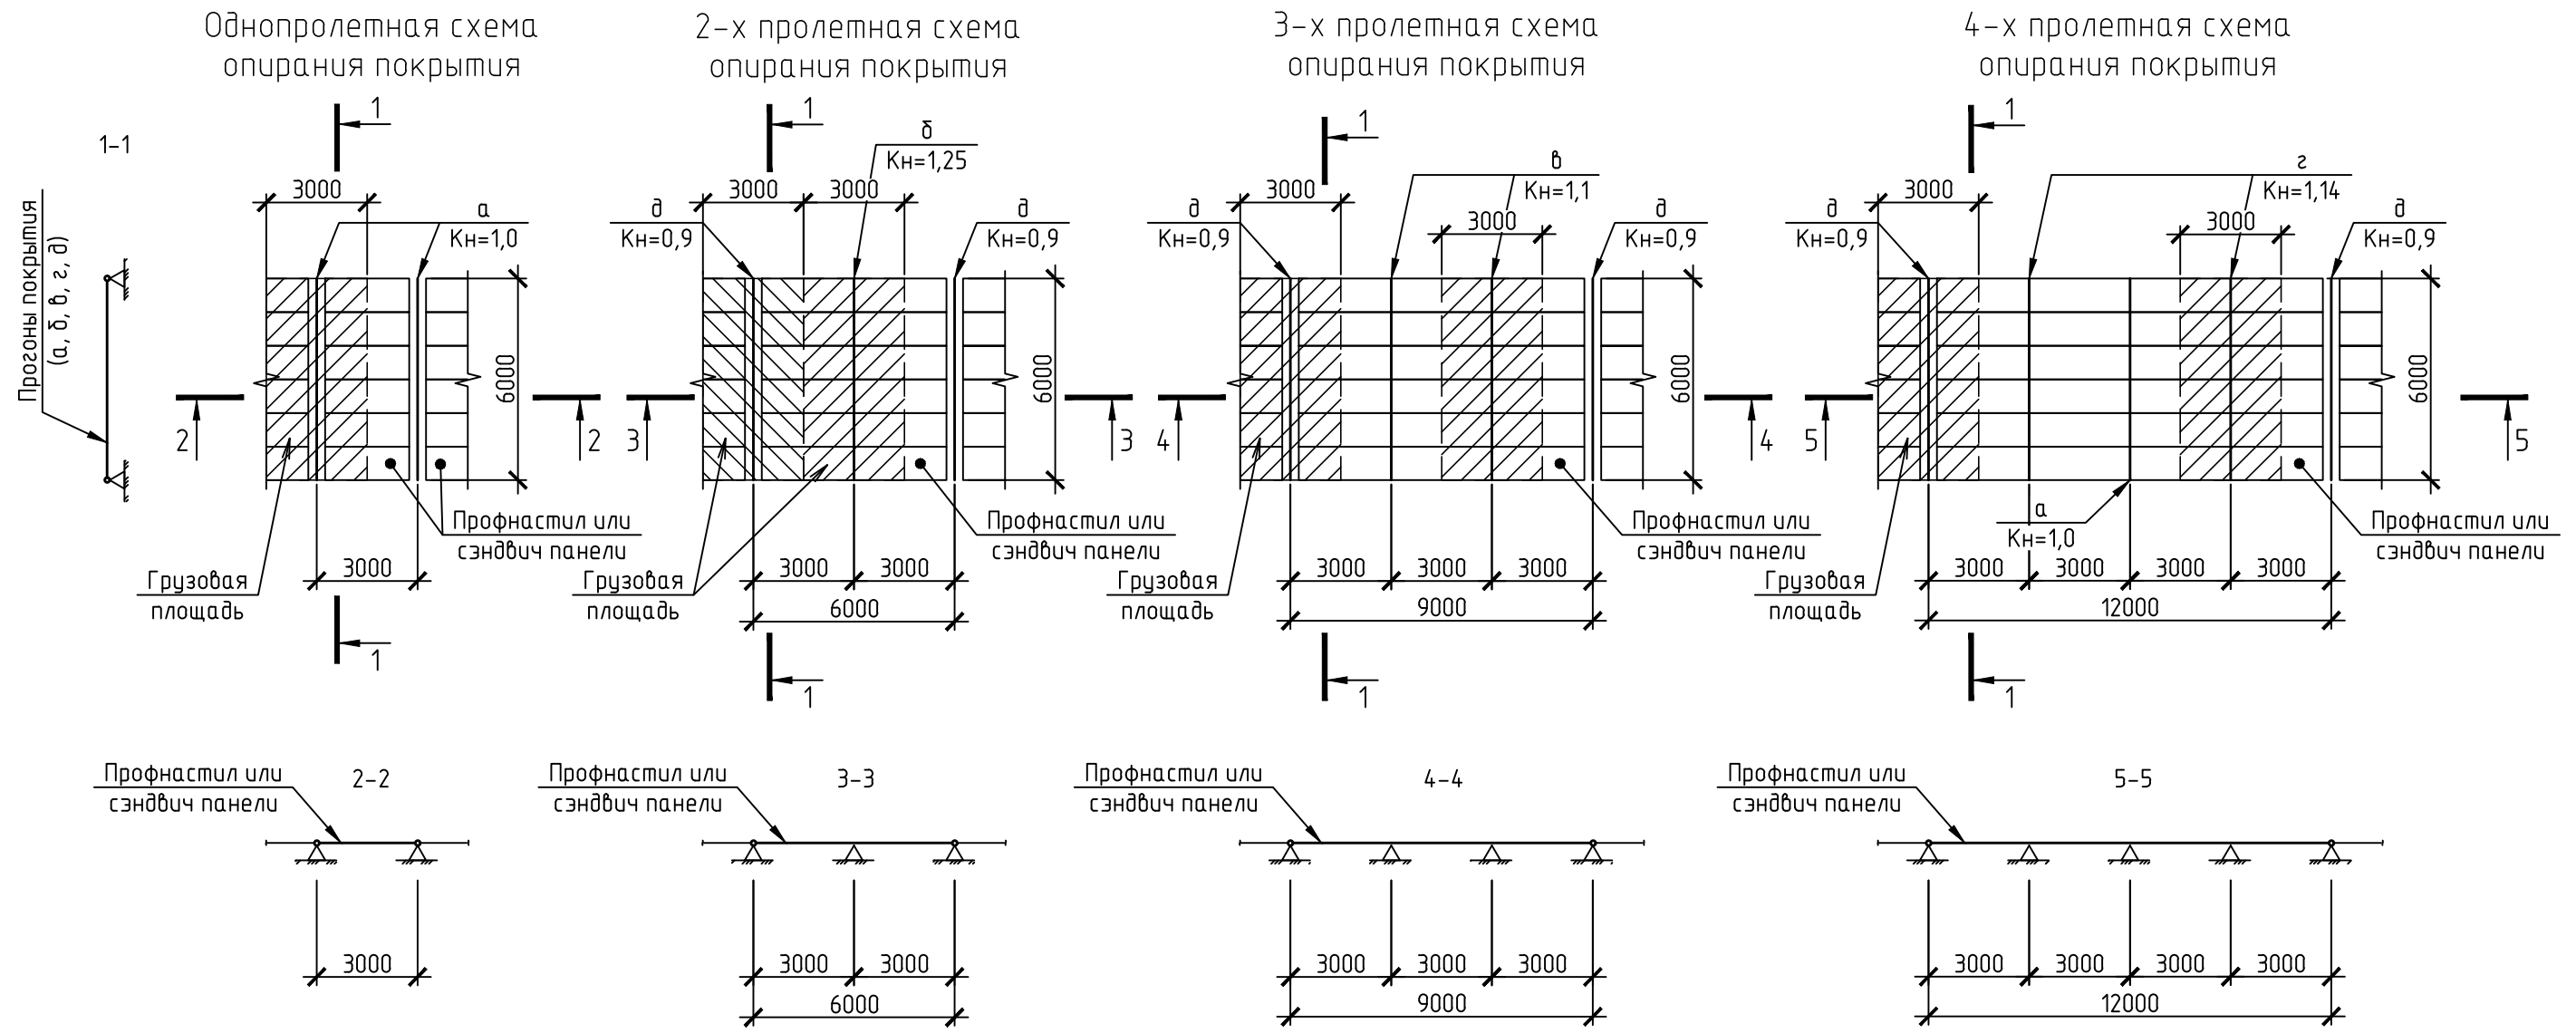 Однопролетная схема
опирания покрытия
2-х пролетная схема
опирания покрытия
3-х пролетная схема
опирания покрытия
4-х пролетная схема
опирания покрытия
1-1
Прогоны покрытия
(а, б, в, г, д)
1
3000
а
Кн=1,0
6000
2
2
Профнастил или
сэндвич панели
Грузовая
площадь
3000
1
1
б
Кн=1,25
3000
3000
д
Кн=0,9
д
Кн=0,9
6000
3
3
Профнастил или
сэндвич панели
Грузовая
площадь
3000
3000
6000
1
1
в
Кн=1,1
3000
3000
д
Кн=0,9
д
Кн=0,9
6000
4
4
Профнастил или
сэндвич панели
Грузовая
площадь
3000
3000
3000
9000
1
1
г
Кн=1,14
3000
3000
д
Кн=0,9
д
Кн=0,9
6000
5
5
а
Кн=1,0
Профнастил или
сэндвич панели
Грузовая
площадь
3000
3000
3000
3000
12000
1
Профнастил или
сэндвич панели
2-2
3000
Профнастил или
сэндвич панели
3-3
3000
3000
6000
Профнастил или
сэндвич панели
4-4
3000
3000
3000
9000
Профнастил или
сэндвич панели
5-5
3000
3000
3000
3000
12000